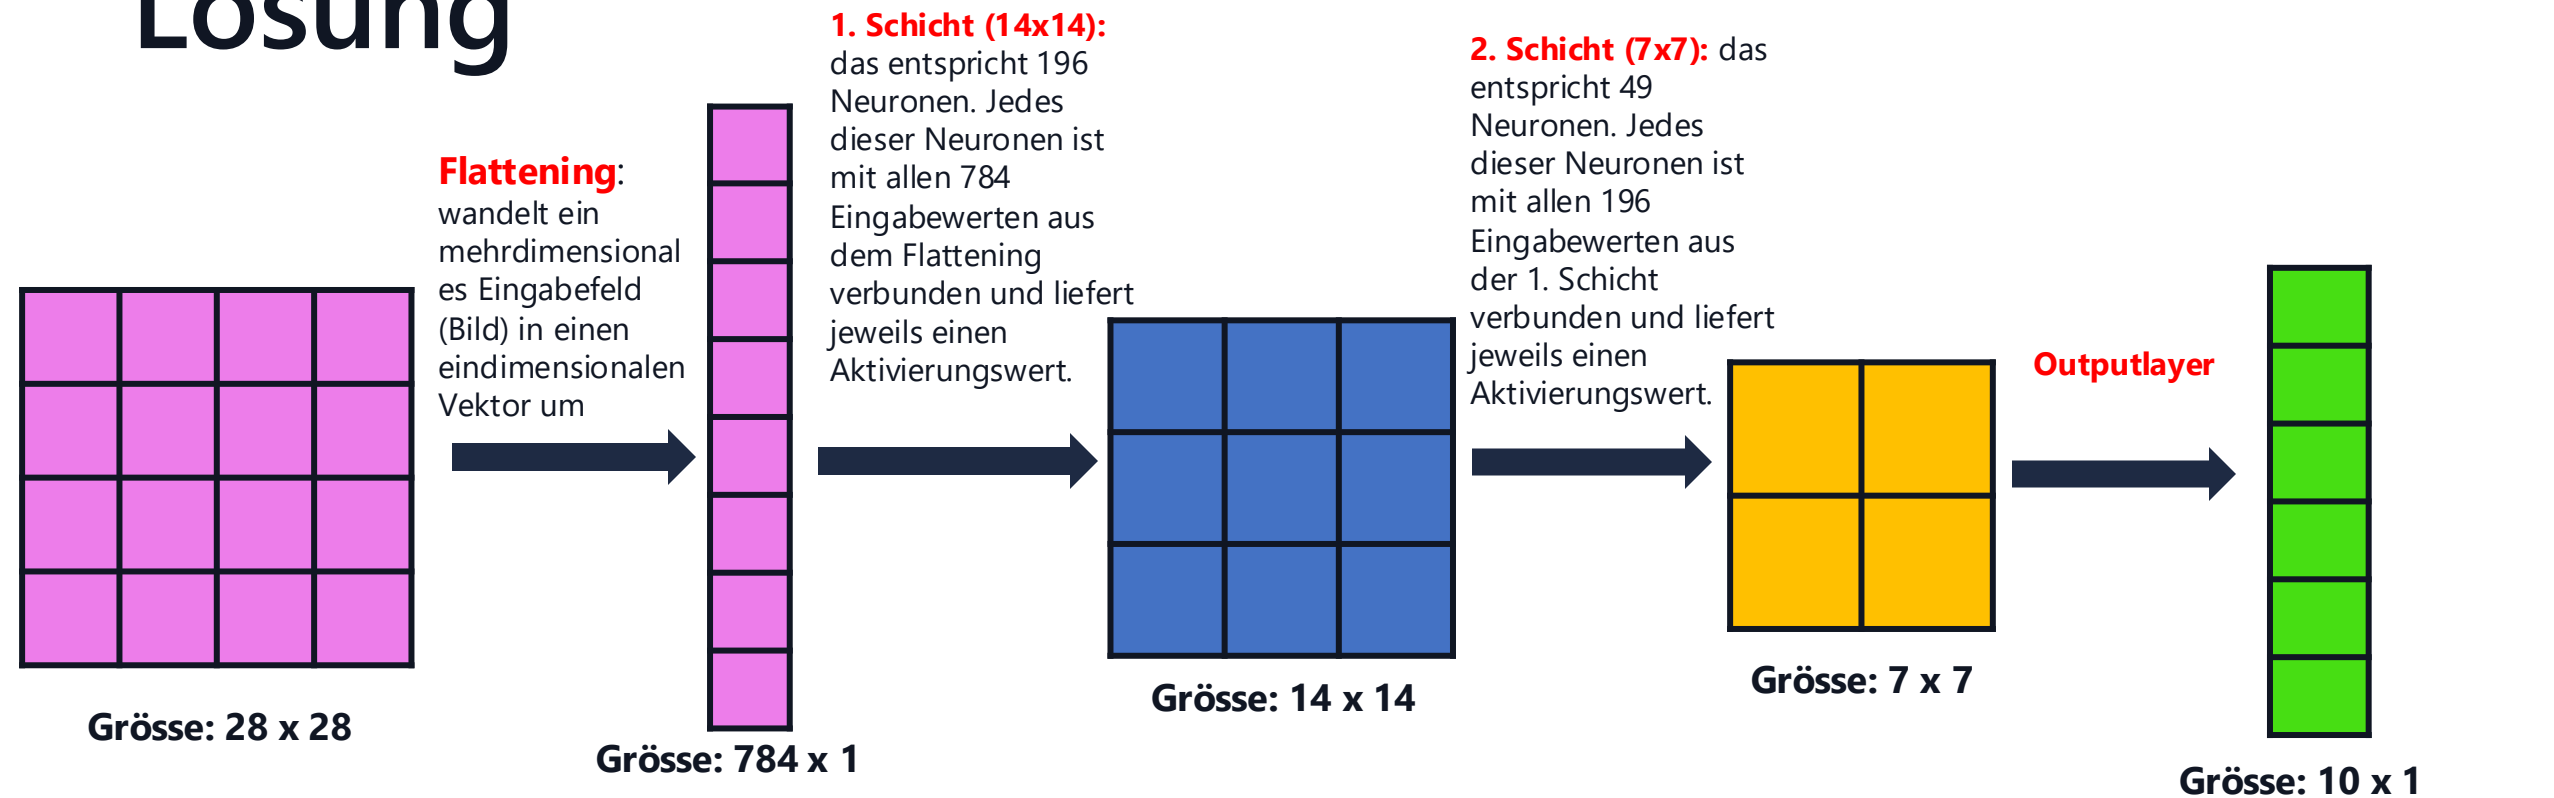 Lösung
1. Schicht (14x14):
das entspricht 196
Neuronen. Jedes
dieser Neuronen ist
mit allen 784
Eingabewerten aus
dem Flattening
verbunden und liefert
jeweils einen
Aktivierungswert.
2. Schicht (7x7): das
entspricht 49
Neuronen. Jedes
dieser Neuronen ist
mit allen 196
Eingabewerten aus
der 1. Schicht
verbunden und liefert
jeweils einen
Aktivierungswert.
Flattening:
wandelt ein
mehrdimensional
es Eingabefeld
(Bild) in einen
eindimensionalen
Vektor um
Outputlayer
Grösse: 28 x 28
Grösse: 784 x 1
Grösse: 14 x 14
Grösse: 7 x 7
Grösse: 10 x 1